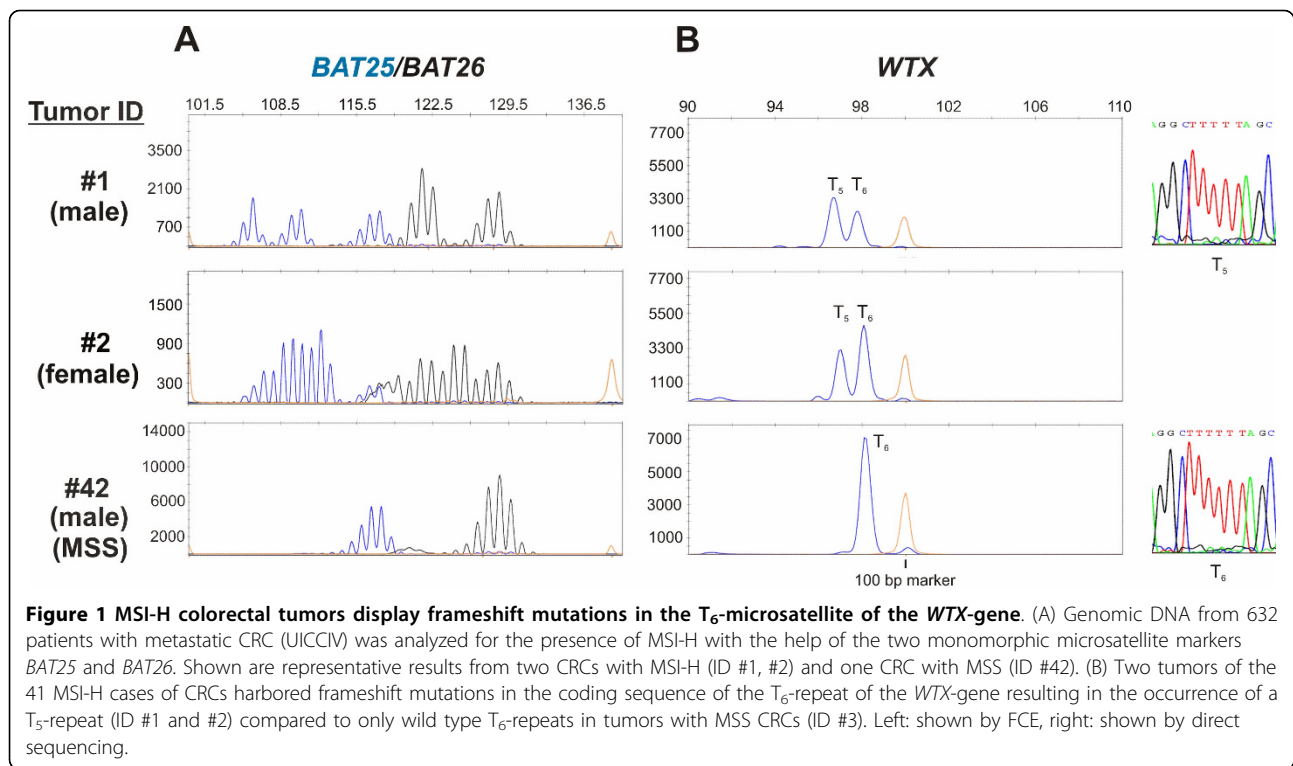 A
BAT25/BAT26
B
WTX
Tumor ID
101.5 108.5 115.5 122.5 129.5 136.5
90 94 98 102 106 110
#1
(male)
3500
2100
700
7700
5500
3300
1100
T5 T6
AGGCTTTTTAGC
T5
#2
(female)
1500
900
300
7700
5500
3300
1100
T5 T6
#42
(male)
(MSS)
14000
10000
6000
2000
7000
5000
3000
1000
T6
AGGCTTTTTTAGC
T6
100 bp marker
Figure 1 MSI-H colorectal tumors display frameshift mutations in the T6-microsatellite of the WTX-gene. (A) Genomic DNA from 632
patients with metastatic CRC (UICCIV) was analyzed for the presence of MSI-H with the help of the two monomorphic microsatellite markers
BAT25 and BAT26. Shown are representative results from two CRCs with MSI-H (ID #1, #2) and one CRC with MSS (ID #42). (B) Two tumors of the
41 MSI-H cases of CRCs harbored frameshift mutations in the coding sequence of the T6-repeat of the WTX-gene resulting in the occurrence of a
T5-repeat (ID #1 and #2) compared to only wild type T6-repeats in tumors with MSS CRCs (ID #3). Left: shown by FCE, right: shown by direct
sequencing.